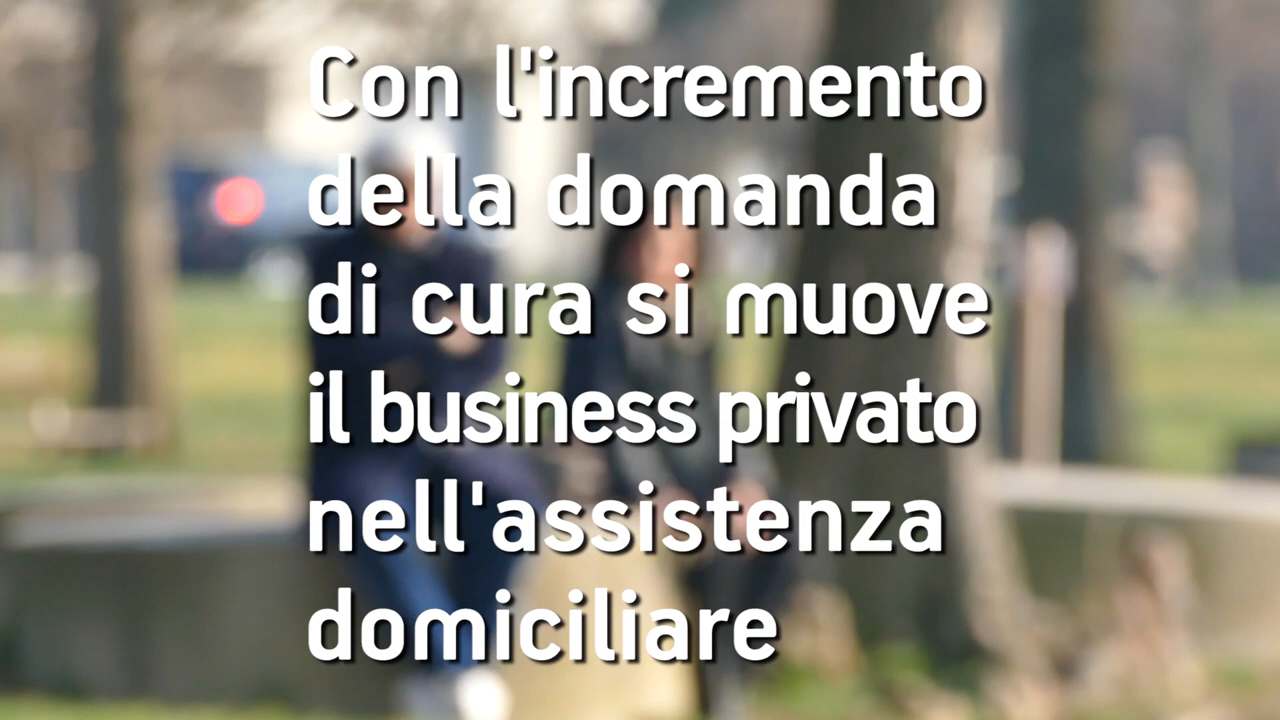 Con l'incremento
della domanda
di cura si muove
il business privato
nell'assistenza
domiciliare